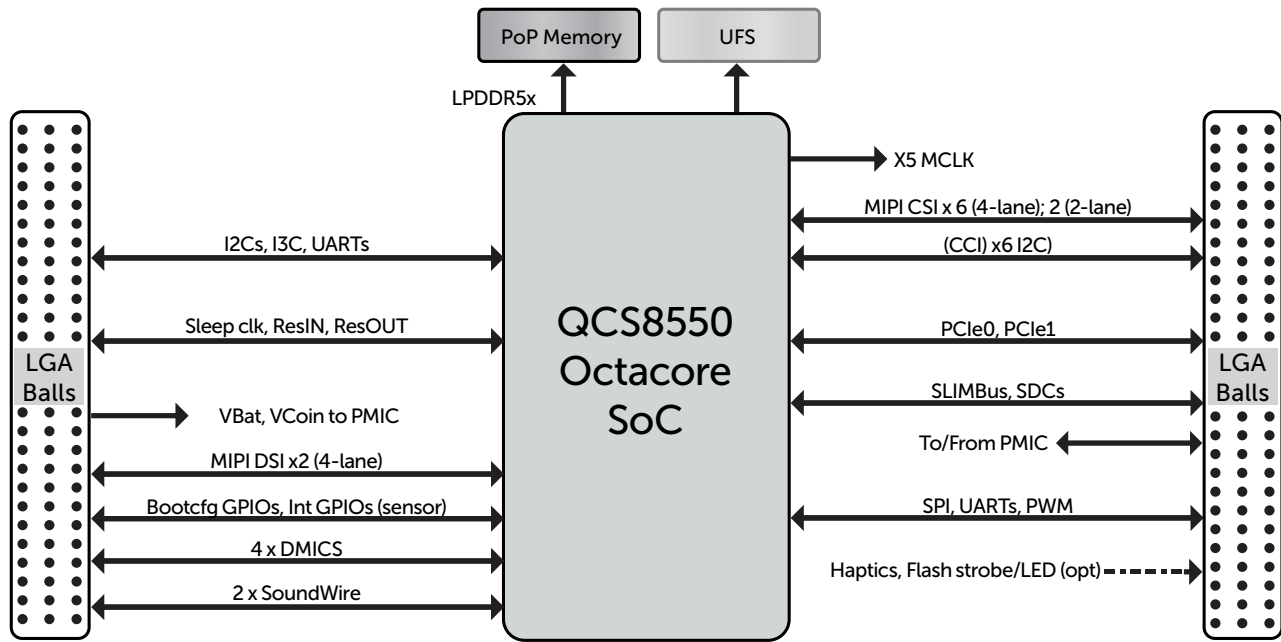 PoP Memory
UFS
LPDDR5x
X5 MCLK
MIPI CSI x 6 (4-lane); 2 (2-lane)
I2Cs, I3C, UARTs
(CCI) x6 I2C)
QCS8550
Octacore
SoC
Sleep clk, ResIN, ResOUT
PCIe0, PCIe1
LGA
Balls
LGA
Balls
SLIMBus, SDCs
VBat, VCoin to PMIC
To/From PMIC
MIPI DSI x2 (4-lane)
Bootcfg GPIOs, Int GPIOs (sensor)
SPI, UARTs, PWM
4 x DMICS
Haptics, Flash strobe/LED (opt)
2 x SoundWire